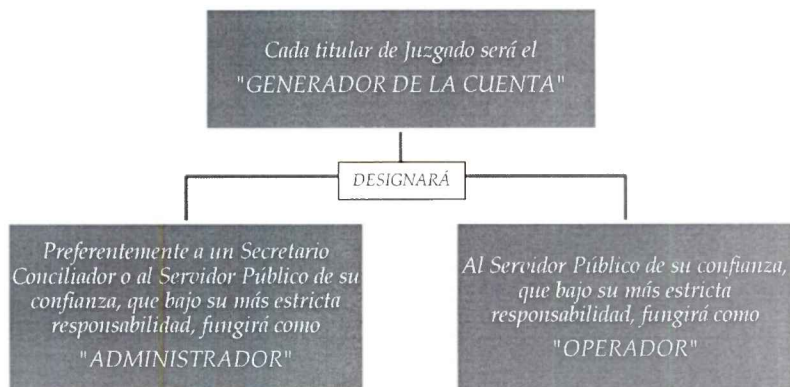 Cada titular de Juzgado será el
"GENERADOR DE LA CUENTA"
DESIGNARÁ
Preferentemente a un Secretario
Conciliador o al Servidor Público de su
confianza, que bajo su más estricta
responsabilidad, fungirá como
"ADMINISTRADOR"
Al Servidor Público de su confianza,
que bajo su más estricta
responsabilidad, fungirá como
"OPERADOR"